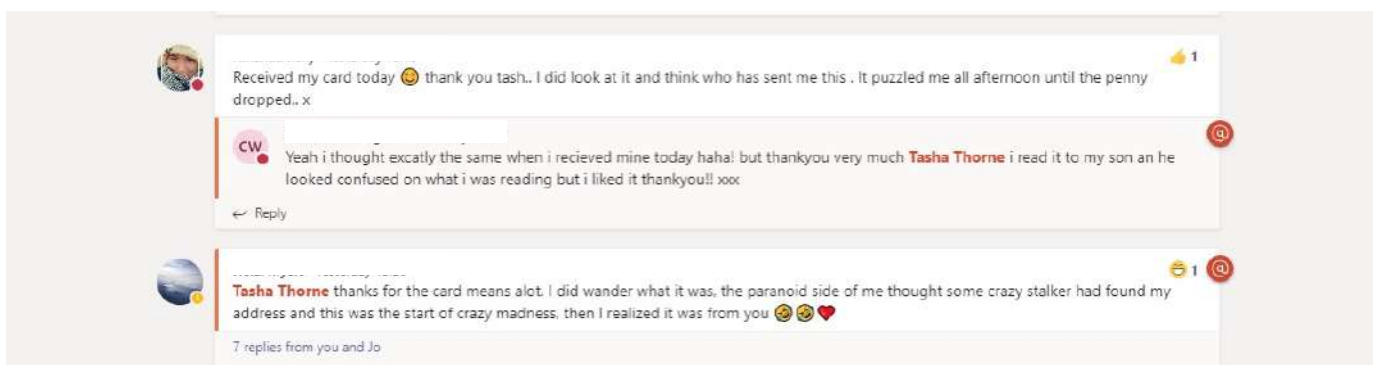 1
Received my card today 😊 thank you tash.. I did look at it and think who has sent me this . It puzzled me all afternoon until the penny
dropped.. x
CW
Yeah i thought excatly the same when i recieved mine today haha! but thankyou very much Tasha Thorne i read it to my son an he
looked confused on what i was reading but i liked it thankyou!! xxx
Reply
1
Tasha Thorne thanks for the card means alot. I did wander what it was, the paranoid side of me thought some crazy stalker had found my
address and this was the start of crazy madness, then I realized it was from you 🤣🤣❤️
7 replies from you and Jo